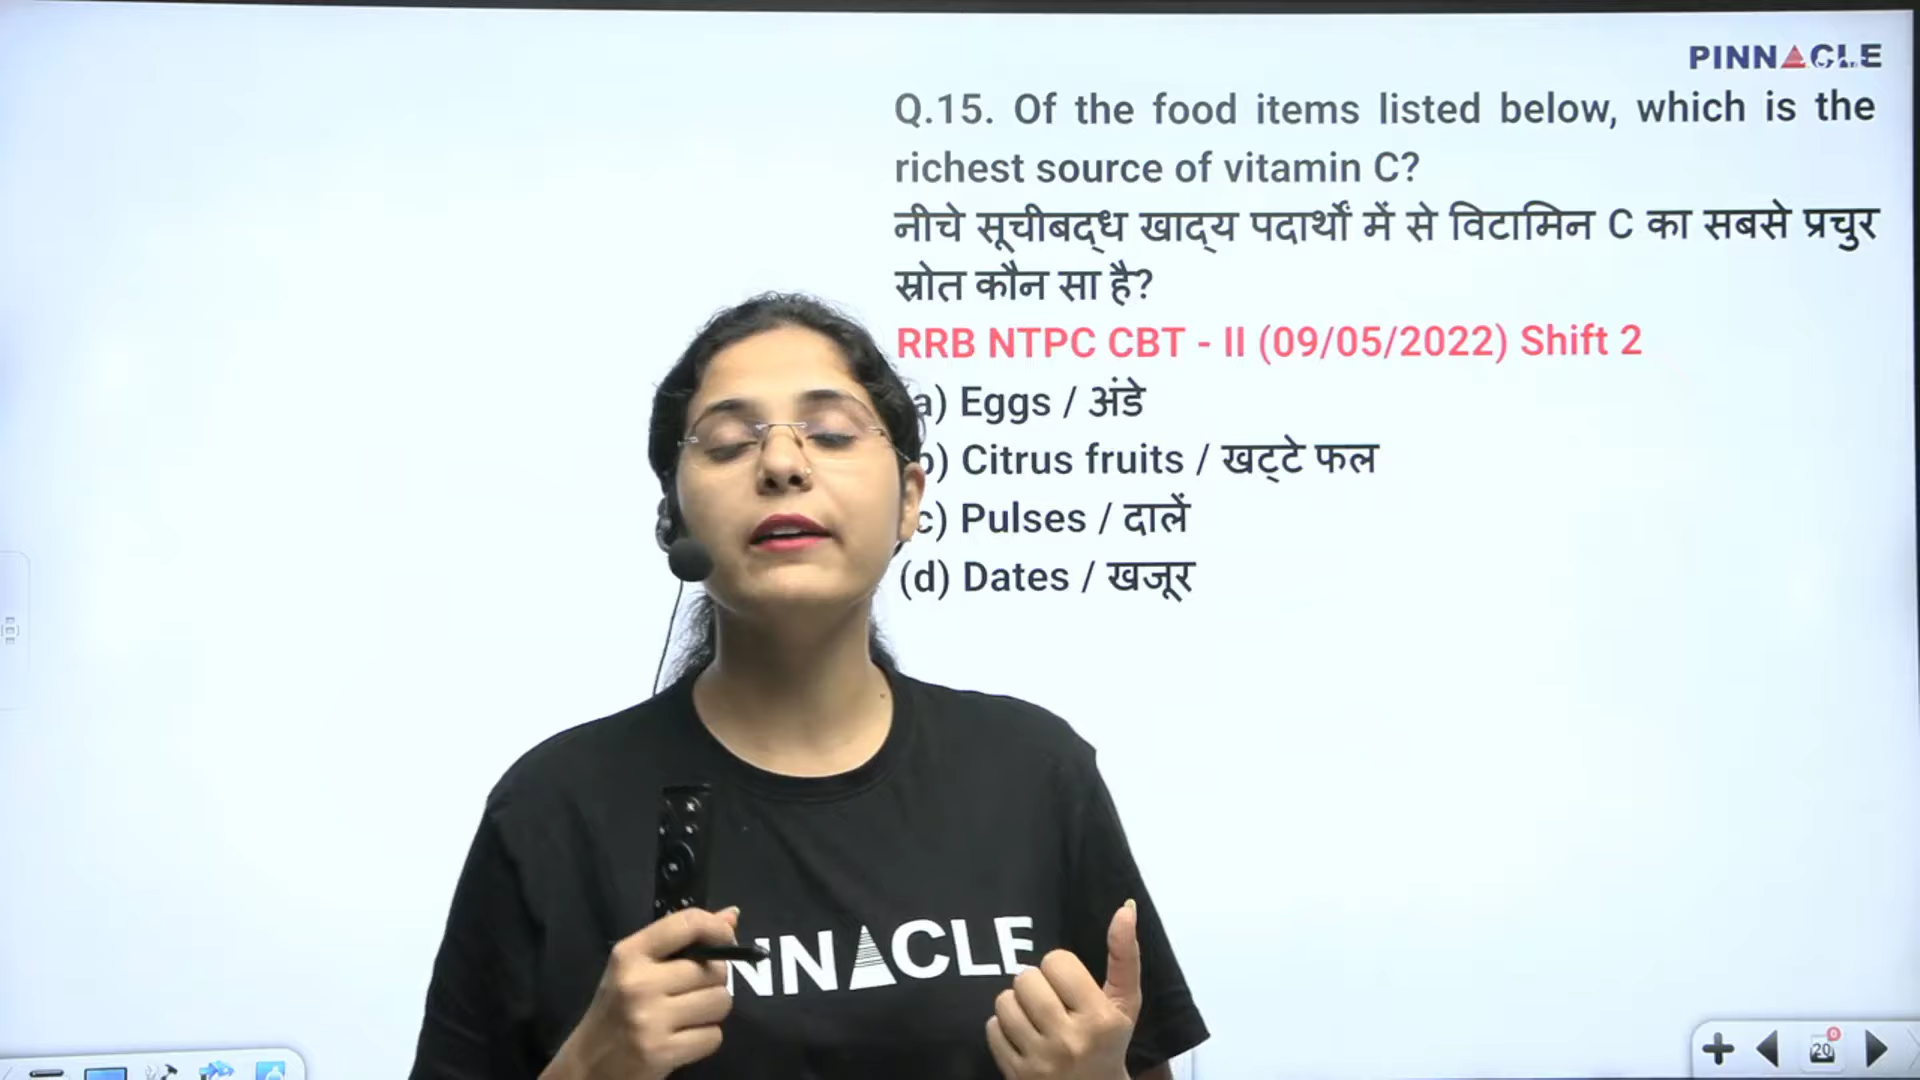 PINNACLE
Q.15. Of the food items listed below, which is the
richest source of vitamin C?
नीचे सूचीबद्ध खाद्य पदार्थों में से विटामिन C का सबसे प्रचुर
स्रोत कौन सा है?
RRB NTPC CBT - II (09/05/2022) Shift 2
a) Eggs / अंडे
b) Citrus fruits / खट्टे फल
c) Pulses / दालें
(d) Dates / खजूर
NNACLE
20